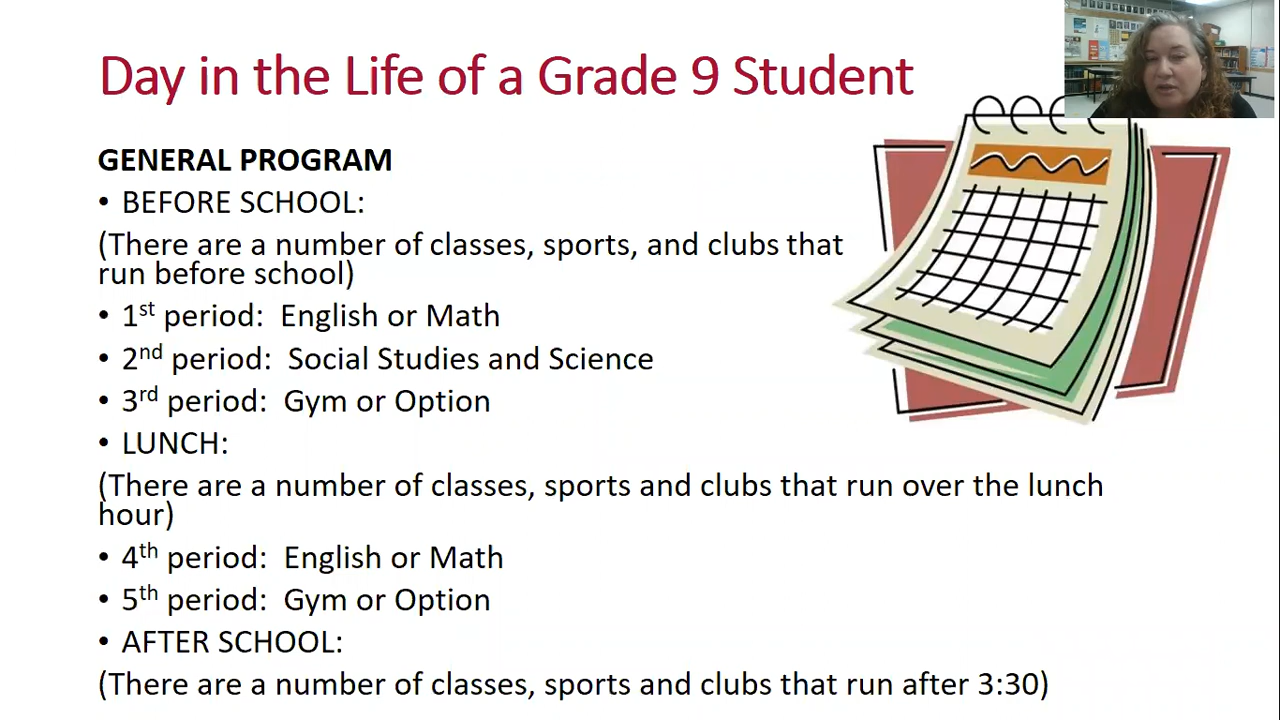 Day in the Life of a Grade 9 Student
GENERAL PROGRAM
• BEFORE SCHOOL:
(There are a number of classes, sports, and clubs that
run before school)
• 1st period: English or Math
• 2nd period: Social Studies and Science
• 3rd period: Gym or Option
• LUNCH:
(There are a number of classes, sports and clubs that run over the lunch
hour)
• 4th period: English or Math
• 5th period: Gym or Option
• AFTER SCHOOL:
(There are a number of classes, sports and clubs that run after 3:30)